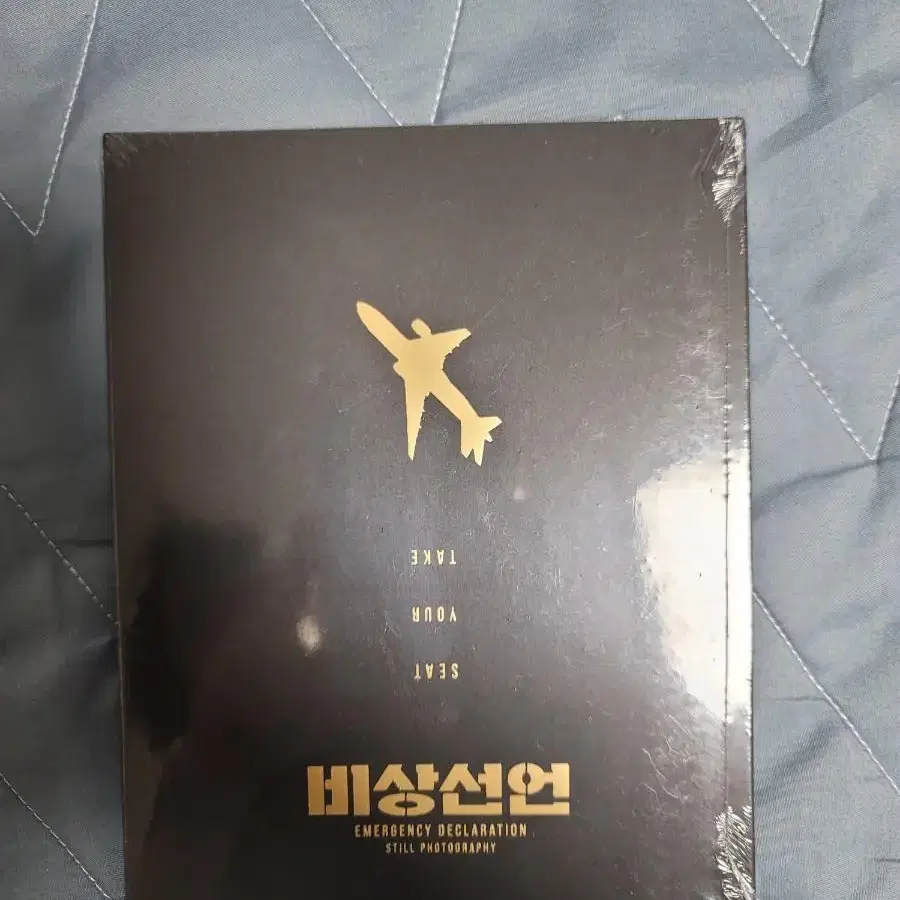 TAKE
YOUR
SEAT
비상선언
EMERGENCY DECLARATION
STILL PHOTOGRAPHY